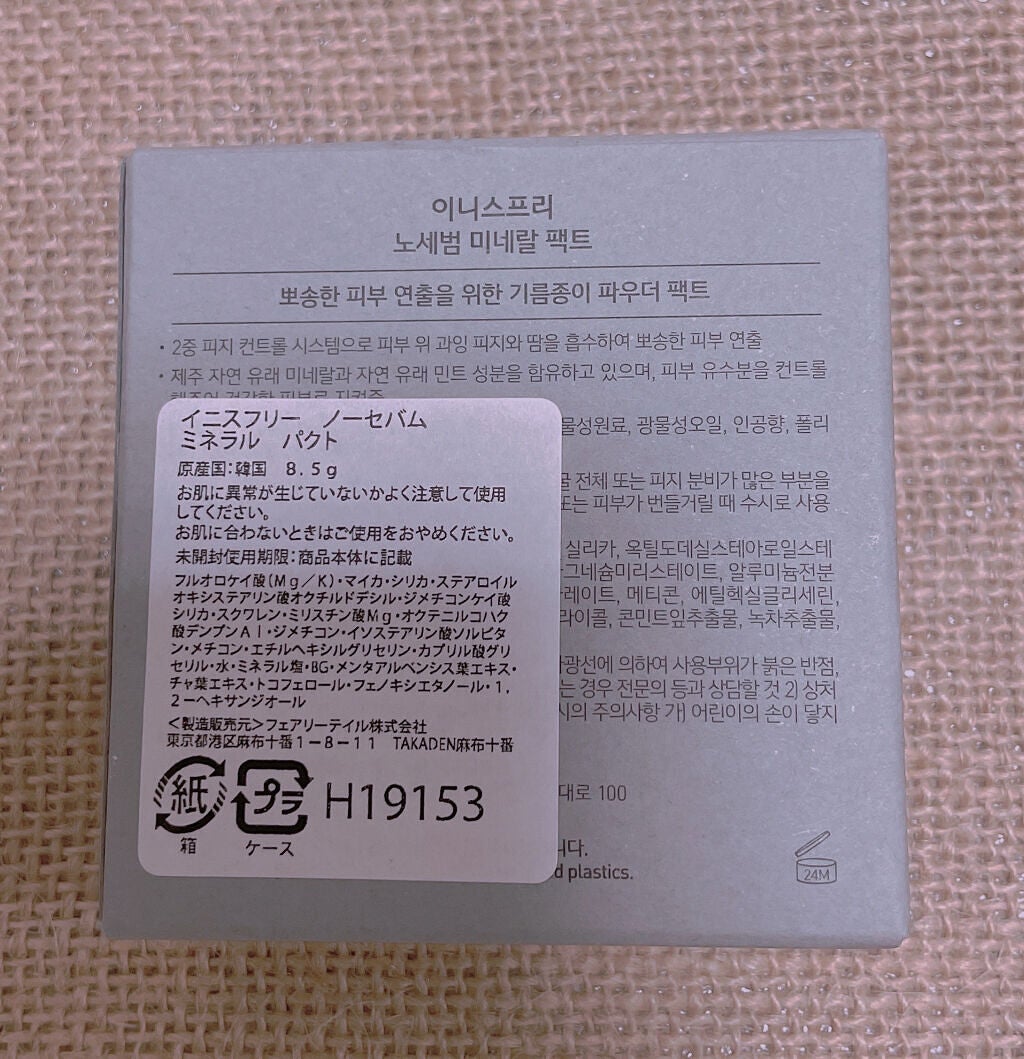 이니스프리
노세범 미네랄 팩트
뽀송한 피부 연출을 위한 기름종이 파우더 팩트
• 2중 피지 컨트롤 시스템으로 피부 위 과잉 피지와 땀을 흡수하여 뽀송한 피부 연출
• 제주 자연 유래 미네랄과 자연 유래 민트 성분을 함유하고 있으며, 피부 유수분을 컨트롤
물성원료, 광물성오일, 인공향, 폴리
전체 또는 피지 분비가 많은 부분을
또는 피부가 번들거릴 때 수시로 사용
실리카, 옥틸도데실스테아로일스테
그네슘미리스테이트, 알루미늄전분
레이트, 메티콘, 에틸헥실글리세린,
라이콜, 콘민트잎추출물, 녹차추출물,
광선에 의하여 사용부위가 붉은 반점,
는 경우 전문의 등과 상담할 것 2) 상처
시의 주의사항 가) 어린이의 손이 닿지
대로 100
니다.
d plastics.
24M
イニスフリー ノーセバム
ミネラル パクト
原産国:韓国 8.5g
お肌に異常が生じていないかよく注意して使用
してください。
お肌に合わないときはご使用をおやめください。
未開封使用期限:商品本体に記載
フルオロケイ酸(Mg/K)・マイカ・シリカ・ステアロイル
オキシステアリン酸オクチルドデシル・ジメチコンケイ酸
シリカ・スクワレン・ミリスチン酸Mg・オクテニルコハク
酸デンプンAl・ジメチコン・イソステアリン酸ソルビタ
ン・メチコン・エチルヘキシルグリセリン・カプリル酸グリ
セリル・水・ミネラル塩・BG・メンタアルベンシス葉エキス・
チャ葉エキス・トコフェロール・フェノキシエタノール・1,
2-ヘキサンジオール
<製造販売元>フェアリーテイル株式会社
東京都港区麻布十番1-8-11 TAKADEN麻布十番
紙 プラ H19153
箱 ケース